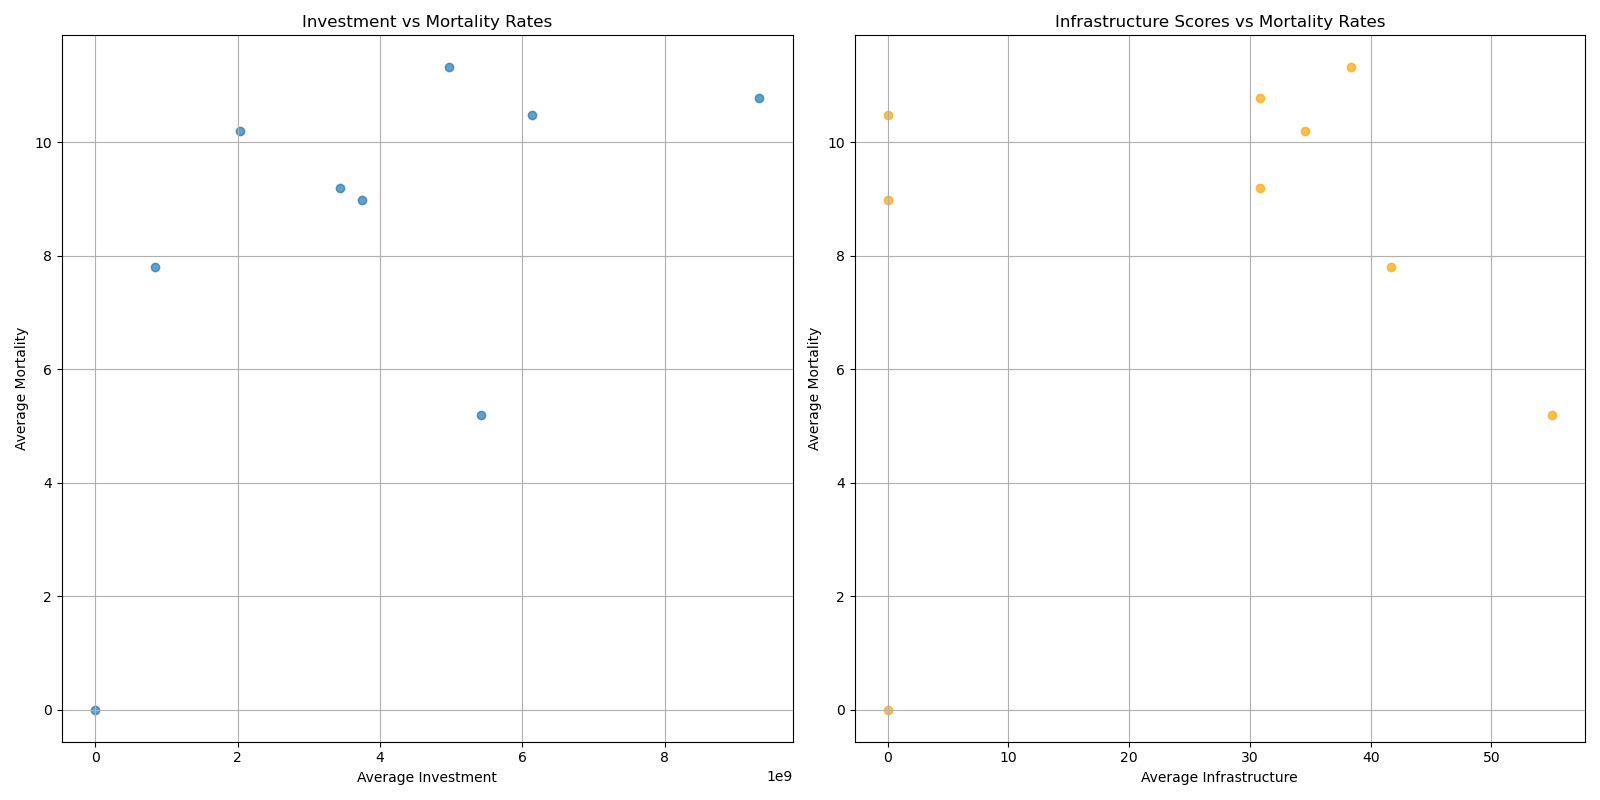 Investment vs Mortality Rates
Average Mortality
10
8
6
4
2
0
0 2 4 6 8
1e9
Average Investment
Infrastructure Scores vs Mortality Rates
Average Mortality
10
8
6
4
2
0
0 10 20 30 40 50
Average Infrastructure